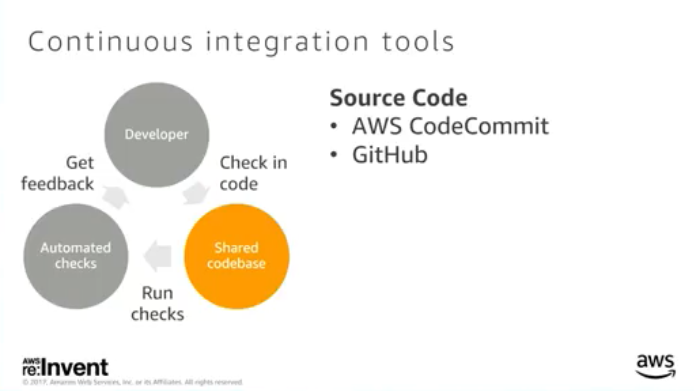 Continuous integration tools
Developer
Get
feedback
Check in
code
Automated
checks
Shared
codebase
Run
checks
Source Code
• AWS CodeCommit
• GitHub
AWS
re:Invent
© 2017, Amazon Web Services, Inc. or its Affiliates. All rights reserved.
aws